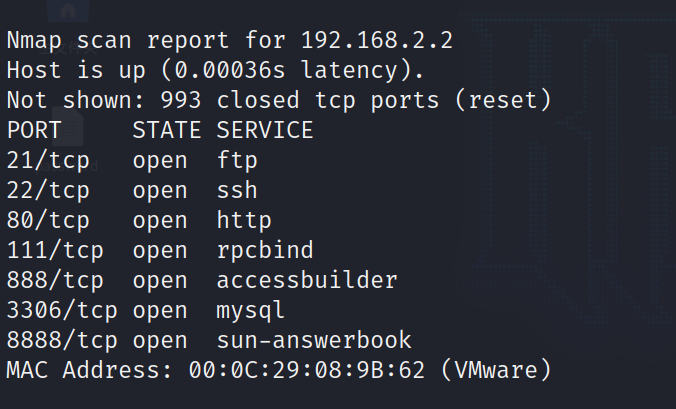 Nmap scan report for 192.168.2.2
Host is up (0.00036s latency).
Not shown: 993 closed tcp ports (reset)
PORT     STATE SERVICE
21/tcp   open  ftp
22/tcp   open  ssh
80/tcp   open  http
111/tcp  open  rpcbind
888/tcp  open  accessbuilder
3306/tcp open  mysql
8888/tcp open  sun-answerbook
MAC Address: 00:0C:29:08:9B:62 (VMware)